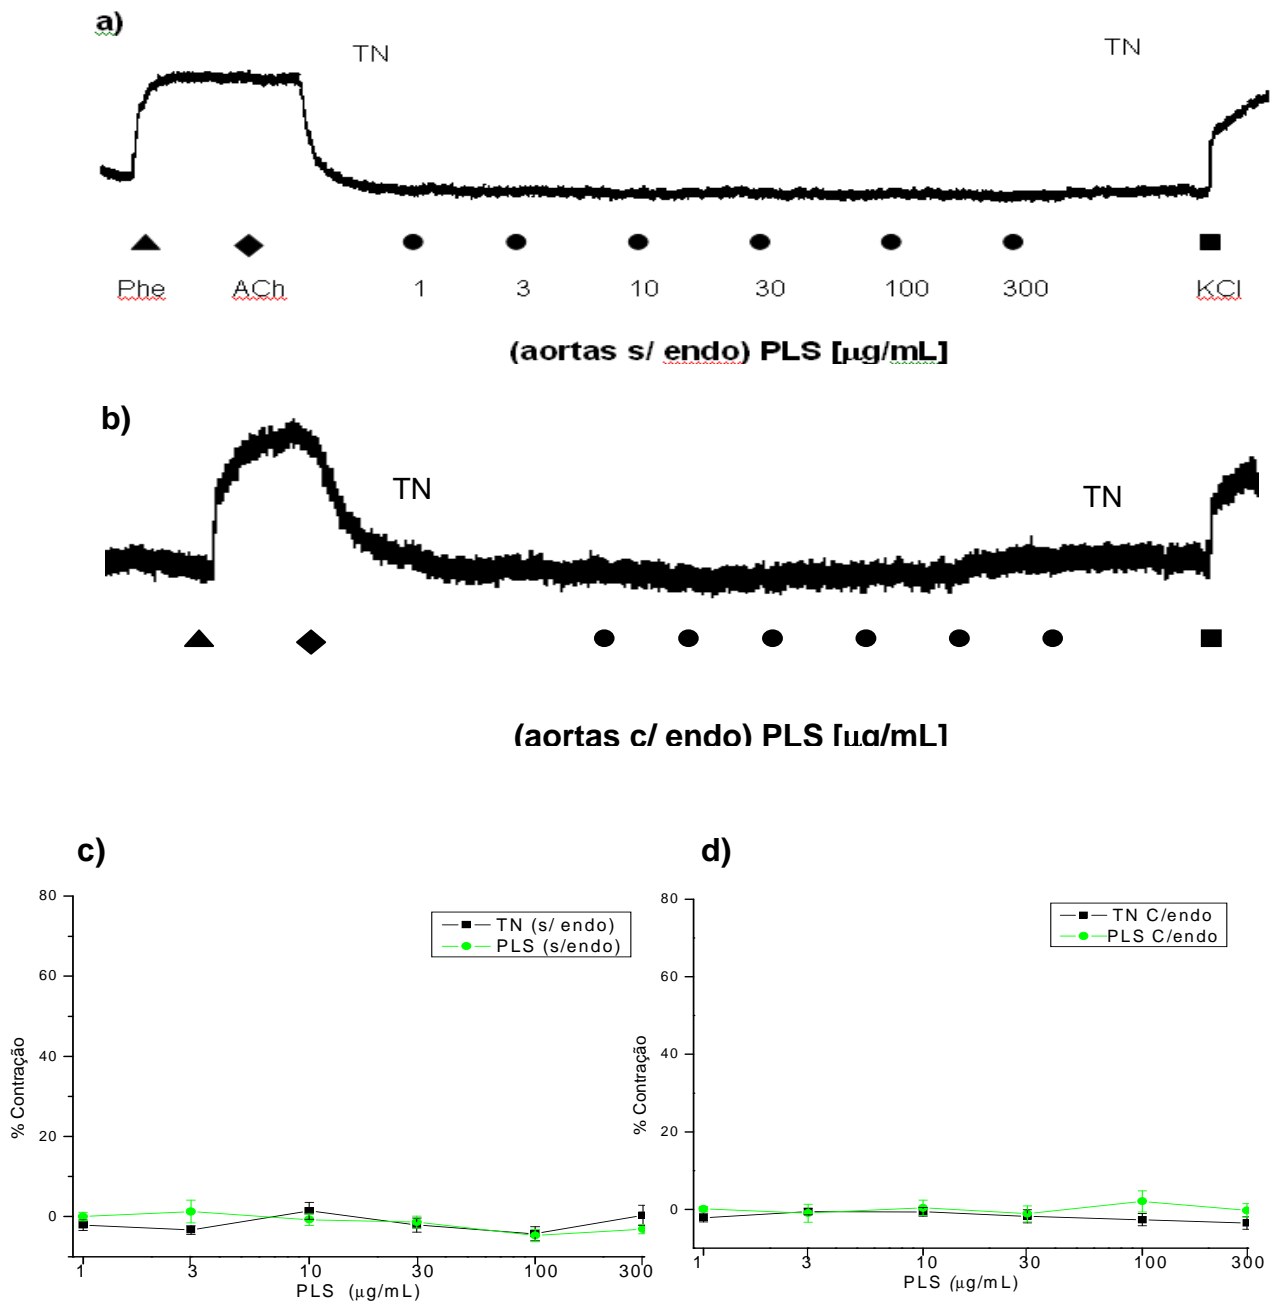 a)
TN TN
Phe ACh 1 3 10 30 100 300 KCl
(aortas s/ endo) PLS [µg/mL]
b)
TN TN
(aortas c/ endo) PLS [µg/mL]
c)
80
60
40
20
0
% Contração
TN (s/ endo)
PLS (s/endo)
1 3 10 30 100 300
PLS (µg/mL)
d)
80
60
40
20
0
% Contração
TN C/endo
PLS C/endo
1 3 10 30 100 300
PLS (µg/mL)